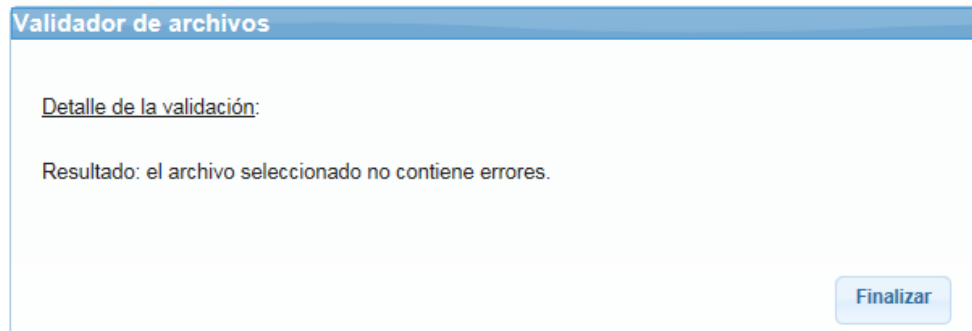 Validador de archivos
Detalle de la validación:
Resultado: el archivo seleccionado no contiene errores.
Finalizar